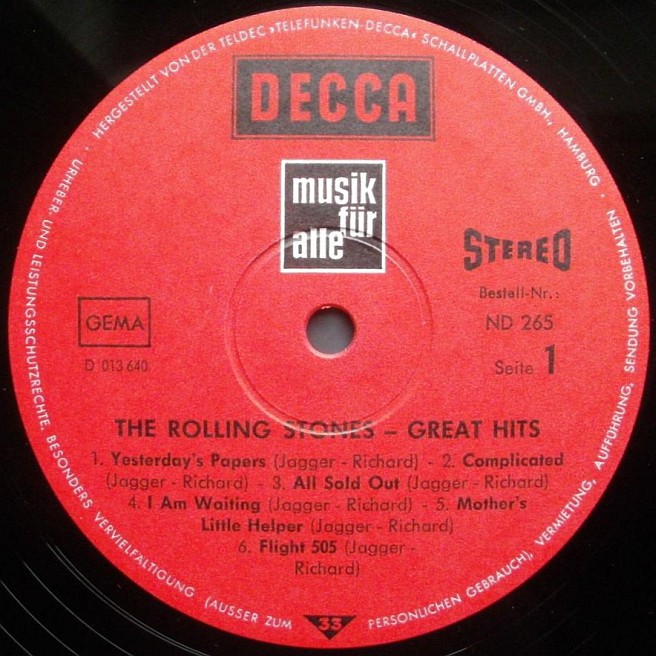 HERGESTELLT VON DER TELDEC »TELEFUNKEN-DECCA« SCHALLPLATTEN GMBH., HAMBURG ·
URHEBER- UND LEISTUNGSSCHUTZRECHTE, BESONDERS VERVIELFÄLTIGUNG (AUSSER ZUM PERSÖNLICHEN GEBRAUCH), VERMIETUNG, AUFFÜHRUNG, SENDUNG VORBEHALTEN
DECCA
musik
für
alle
STEREO
Bestell-Nr.:
ND 265
Seite 1
GEMA
D 013 640
THE ROLLING STONES – GREAT HITS
1. Yesterday's Papers (Jagger - Richard) - 2. Complicated
(Jagger - Richard) - 3. All Sold Out (Jagger - Richard)
4. I Am Waiting (Jagger - Richard) - 5. Mother's
Little Helper (Jagger - Richard)
6. Flight 505 (Jagger -
Richard)
33